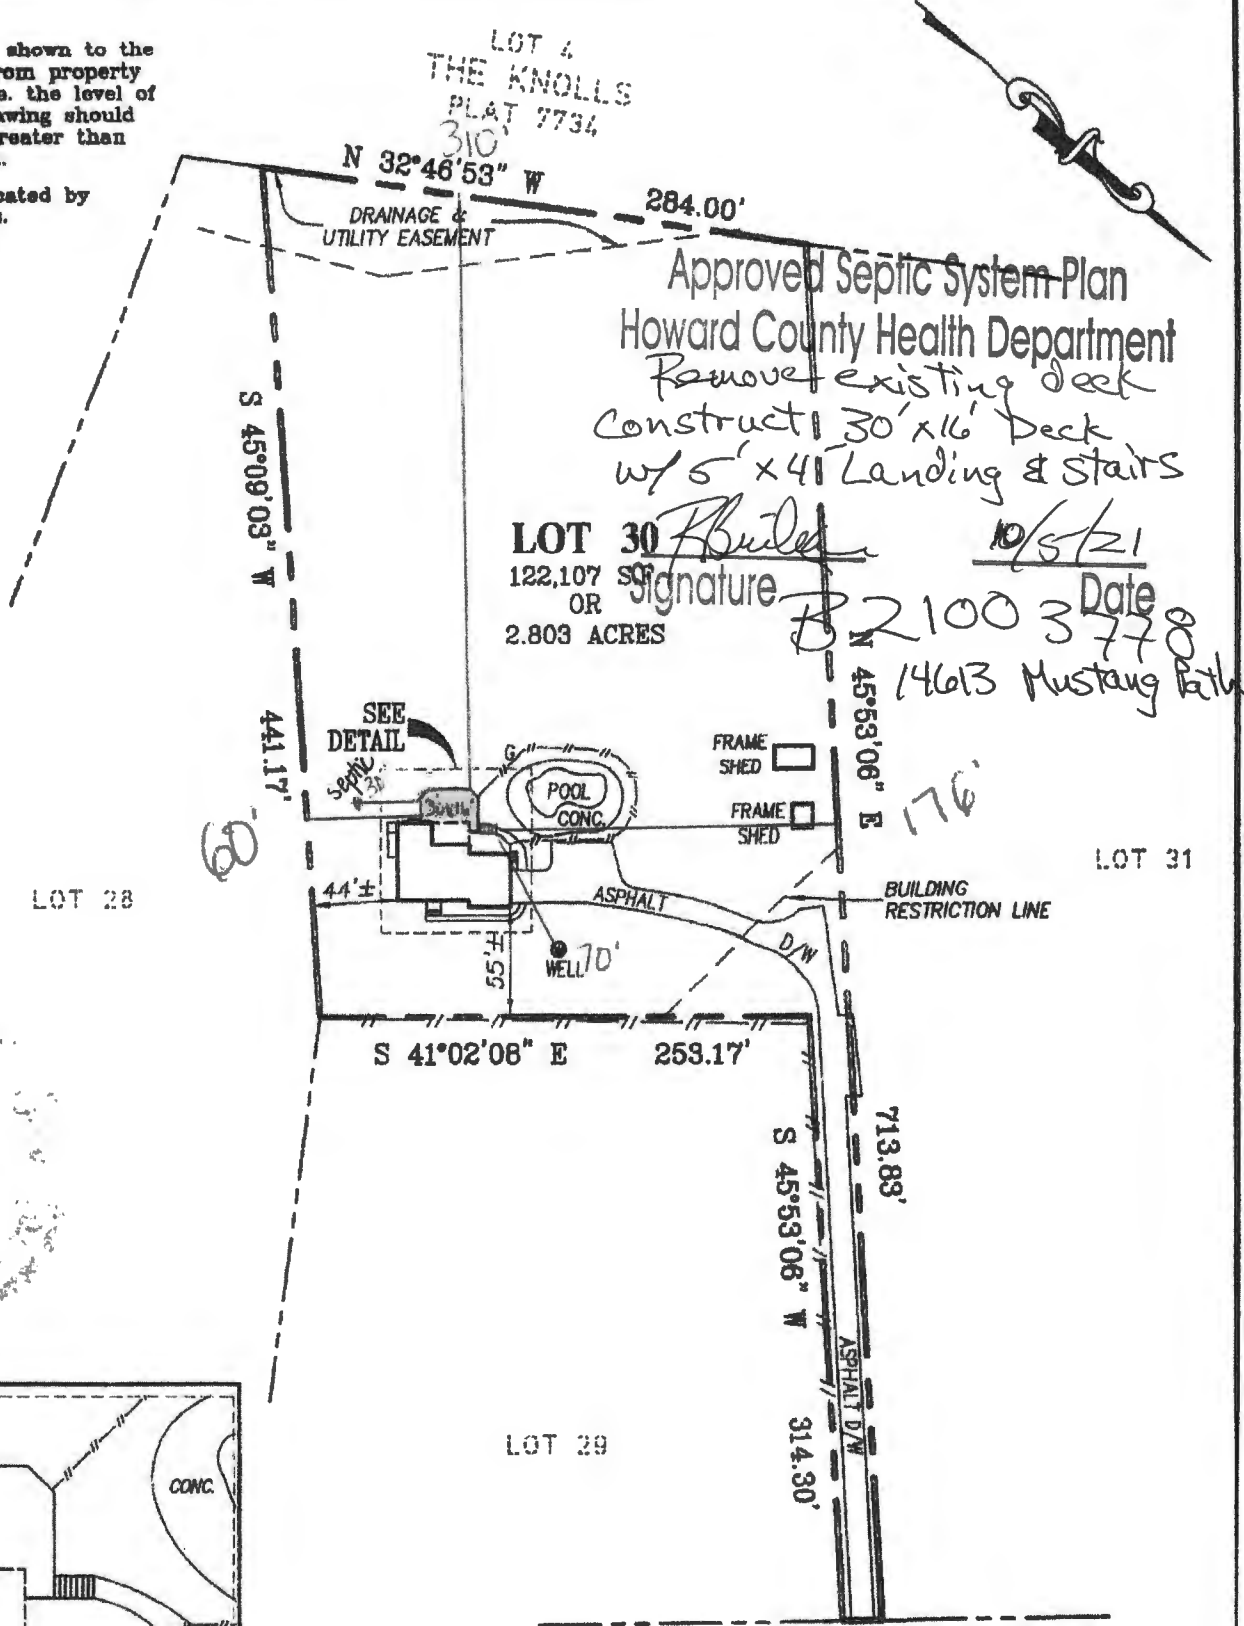 shown to the
rom property
e. the level of
awing should
reater than
cated by
LOT 4
THE KNOLLS
PLAT 7734
310'
N 32°46'53" W
284.00'
DRAINAGE &
UTILITY EASEMENT
Approved Septic System Plan
Howard County Health Department
Remove existing deck
Construct 30'x16' Deck
w/ 5'x4' Landing & Stairs
10/5/21
Signature
Date
B21003778
14613 Mustang Path
LOT 30
122,107 SF
OR
2.803 ACRES
S 45°09'03" W
441.17'
N 45°53'06" E
713.83'
SEE
DETAIL
septic
30
30x16
G
POOL
CONC.
FRAME
SHED
FRAME
SHED
60'
176'
LOT 28
LOT 31
44'±
ASPHALT
D/W
BUILDING
RESTRICTION LINE
55'±
WELL
70'
S 41°02'08" E
253.17'
S 45°53'06" W
314.30'
ASPHALT D/W
LOT 29
CONC.